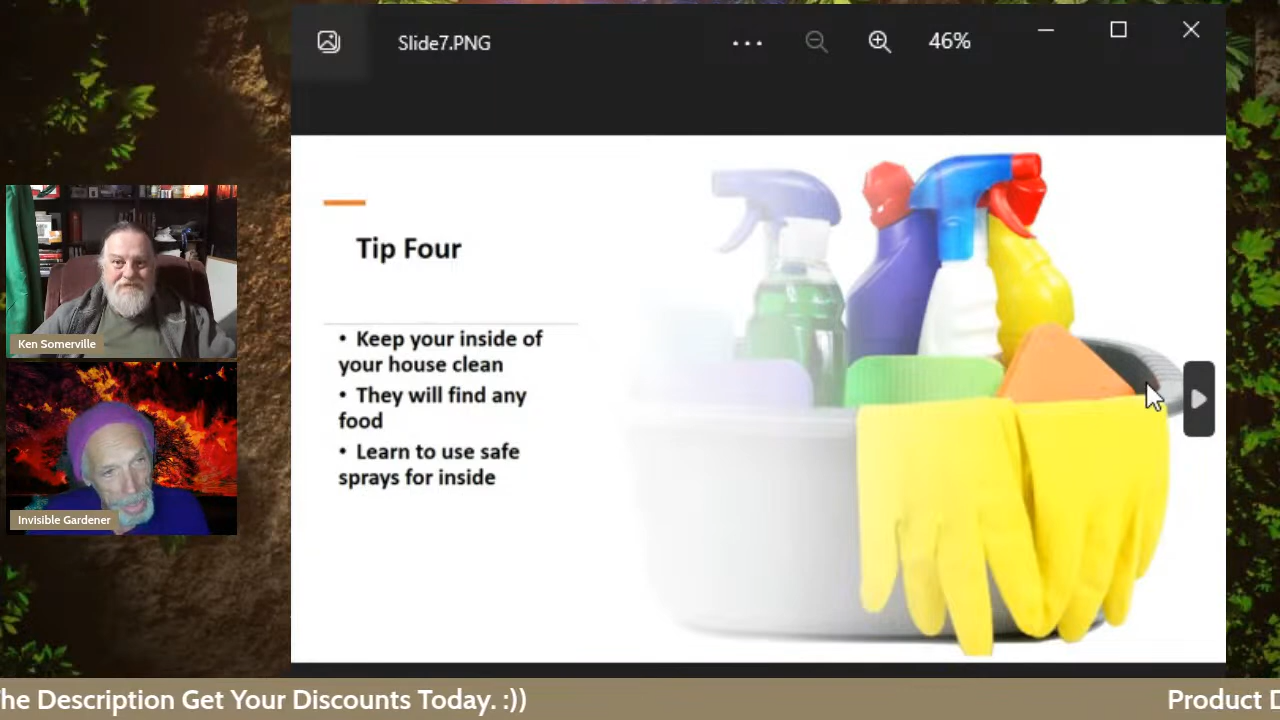 Slide7.PNG
46%
Tip Four
• Keep your inside of
your house clean
• They will find any
food
• Learn to use safe
sprays for inside
Ken Somerville
Invisible Gardener
he Description Get Your Discounts Today. :)) Product D